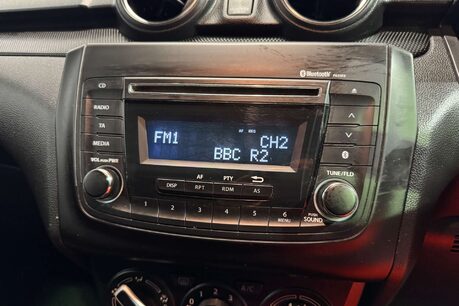 Bluetooth
CD
RADIO
TA
MEDIA
VOL PUSH PWR
AF REG
FM1 CH2
BBC R2
AF PTY
DISP RPT RDM AS
1 2 3 4 5 6
MENU
TUNE/FLD
PUSH SOUND
A/C